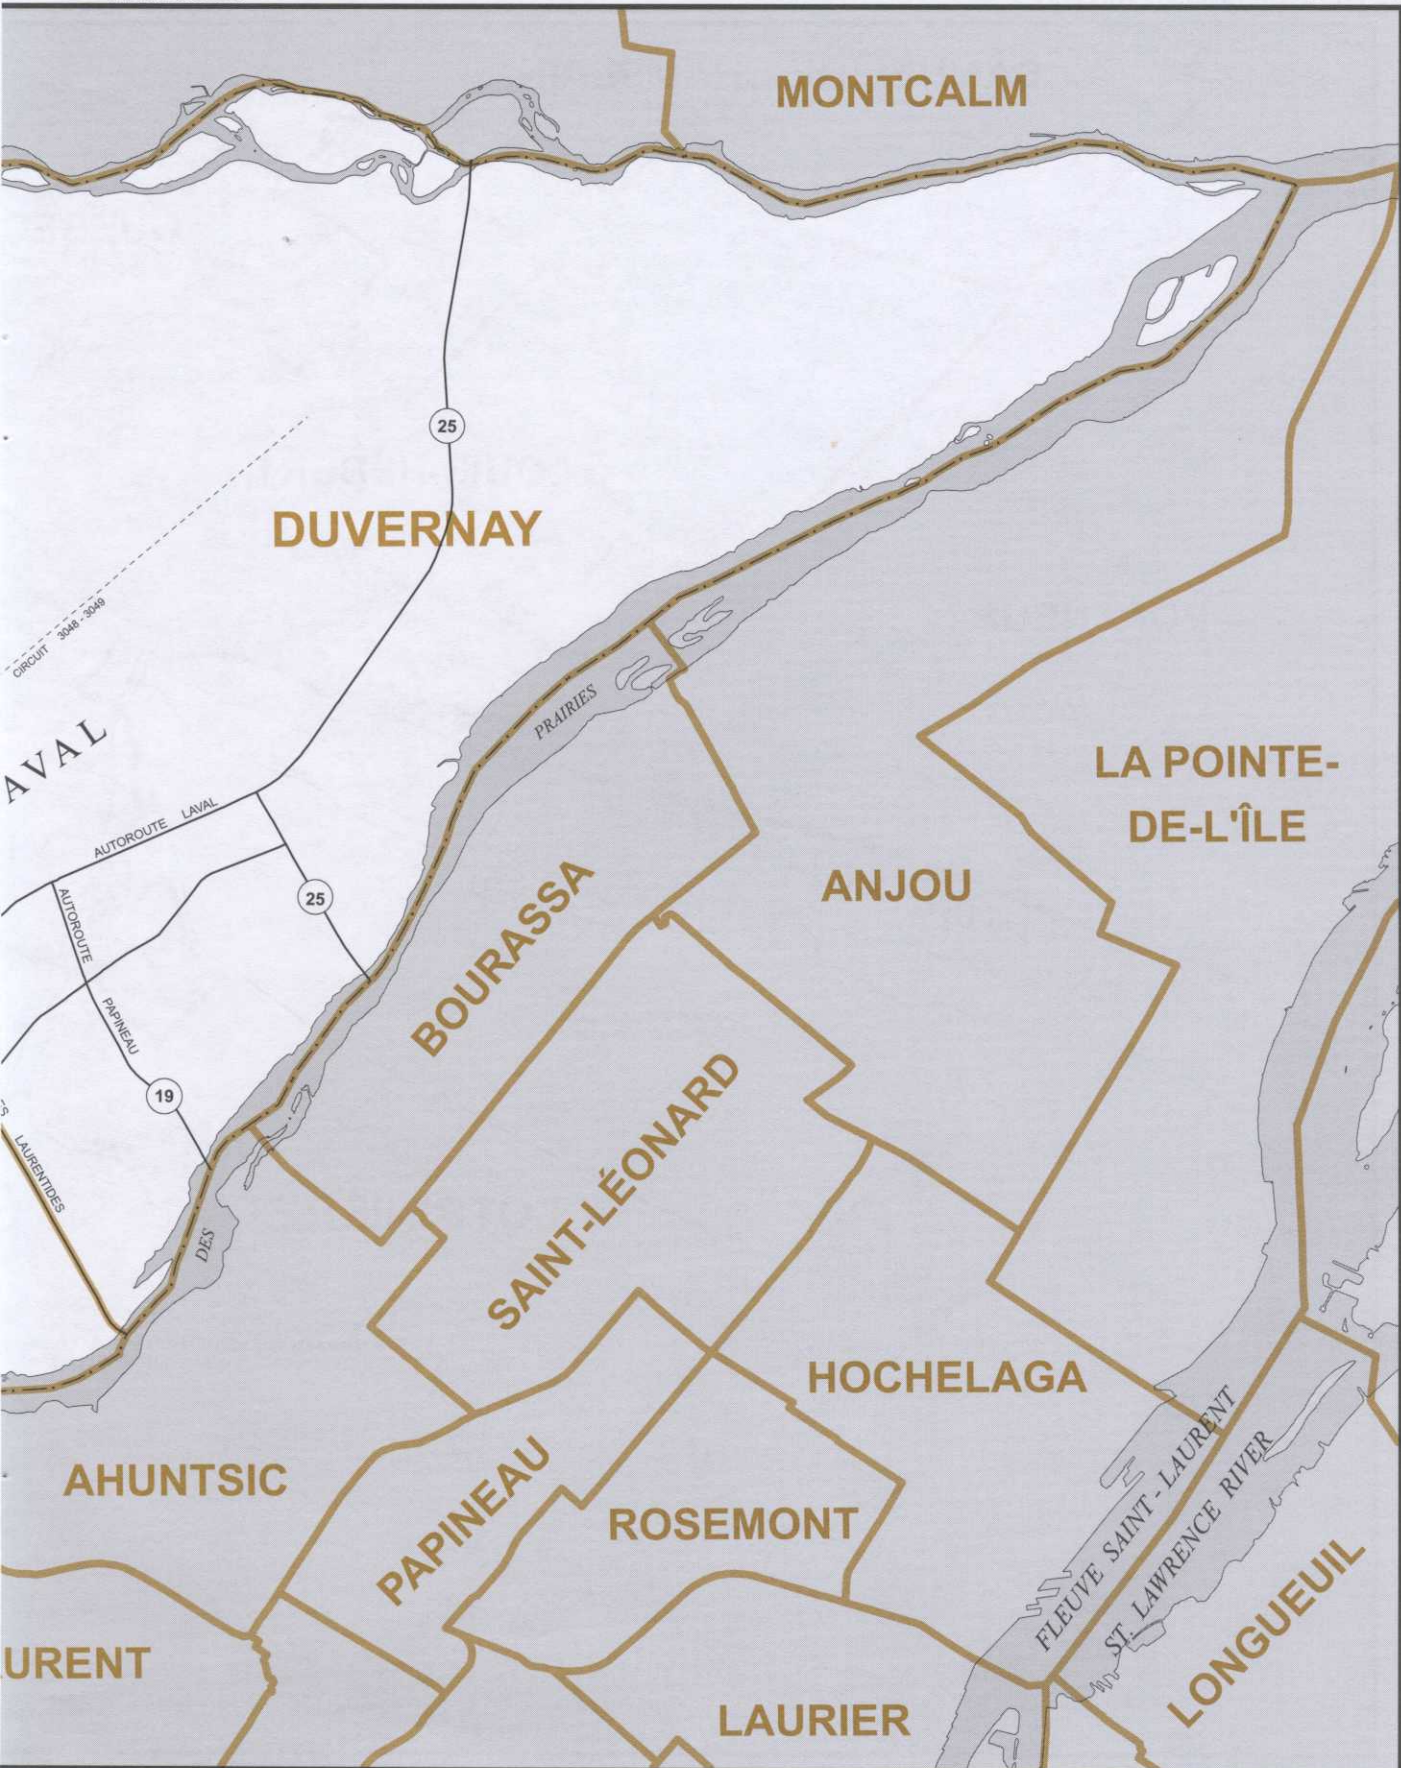 MONTCALM
25
DUVERNAY
CIRCUIT 3048 - 3049
PRAIRIES
AVAL
LA POINTE-
DE-L'ÎLE
AUTOROUTE LAVAL
ANJOU
BOURASSA
25
AUTOROUTE
PAPINEAU
19
SAINT-LÉONARD
LAURENTIDES
DES
HOCHELAGA
AHUNTSIC
PAPINEAU
ROSEMONT
FLEUVE SAINT - LAURENT
ST. LAWRENCE RIVER
LONGUEUIL
URENT
LAURIER